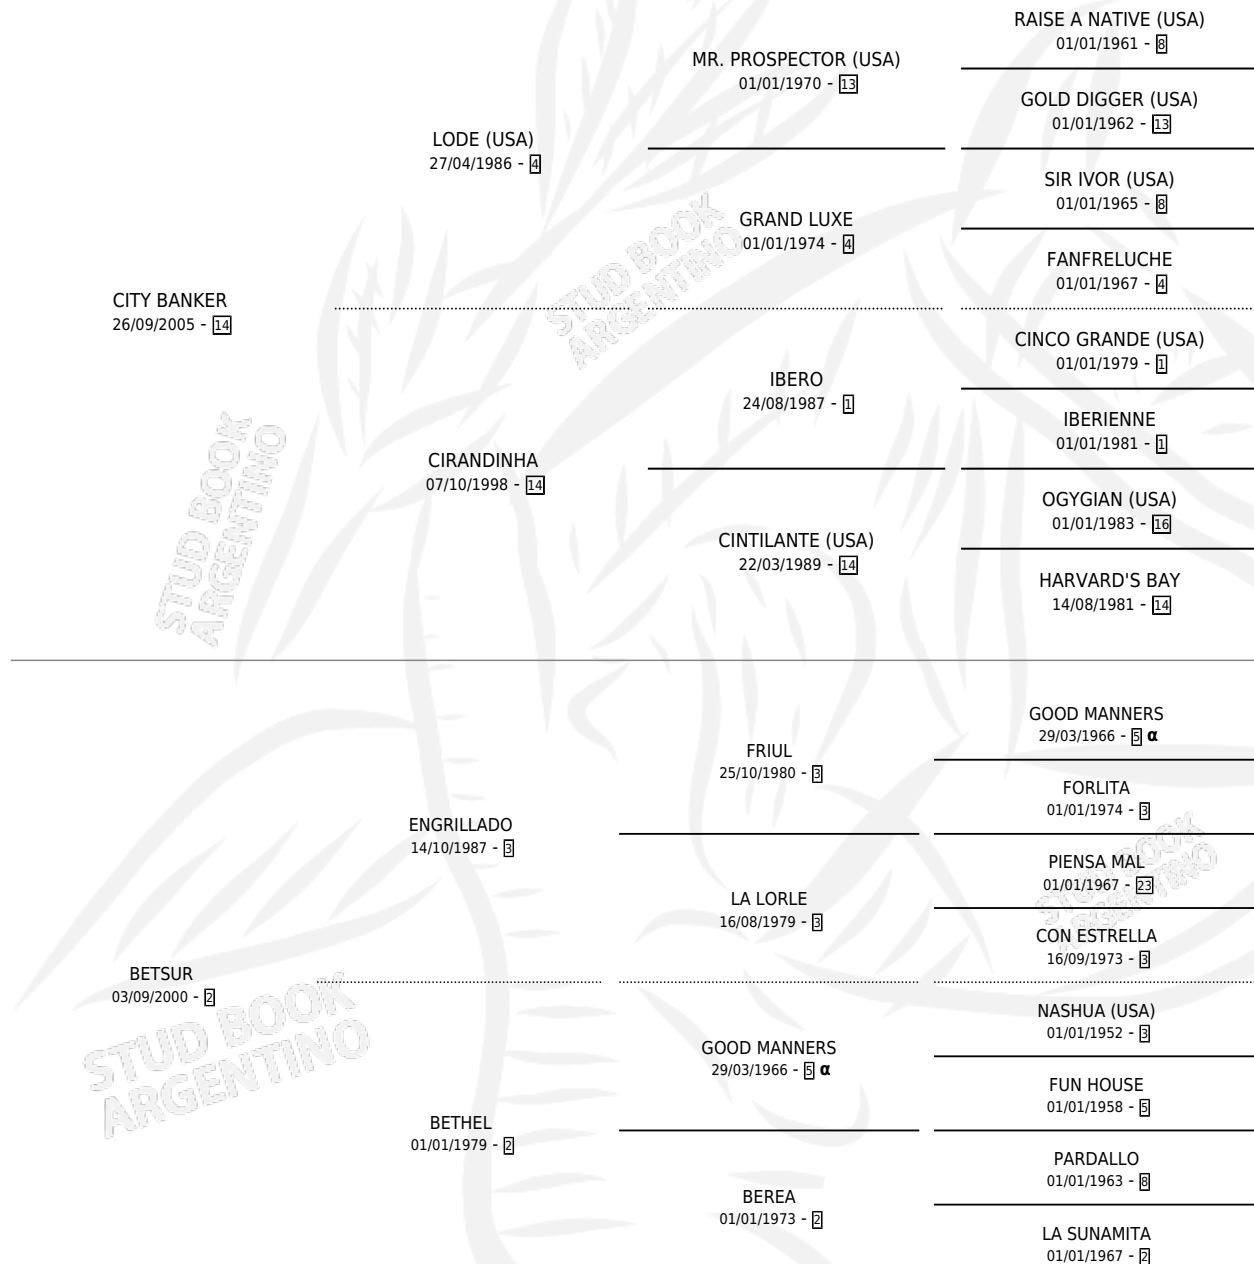 RAISE A NATIVE (USA)
01/01/1961 - 8
MR. PROSPECTOR (USA)
01/01/1970 - 13
GOLD DIGGER (USA)
01/01/1962 - 13
LODE (USA)
27/04/1986 - 4
SIR IVOR (USA)
01/01/1965 - 8
GRAND LUXE
01/01/1974 - 4
FANFRELUCHE
01/01/1967 - 4
CITY BANKER
26/09/2005 - 14
CINCO GRANDE (USA)
01/01/1979 - 1
IBERO
24/08/1987 - 1
IBERIENNE
01/01/1981 - 1
CIRANDINHA
07/10/1998 - 14
OGYGIAN (USA)
01/01/1983 - 16
CINTILANTE (USA)
22/03/1989 - 14
HARVARD'S BAY
14/08/1981 - 14
STUD BOOK
ARGENTINO
STUD BOOK
ARGENTINO
GOOD MANNERS
29/03/1966 - 5 α
FRIUL
25/10/1980 - 3
FORLITA
01/01/1974 - 3
ENGRILLADO
14/10/1987 - 3
PIENSA MAL
01/01/1967 - 23
LA LORLE
16/08/1979 - 3
CON ESTRELLA
16/09/1973 - 3
BETSUR
03/09/2000 - 2
NASHUA (USA)
01/01/1952 - 3
GOOD MANNERS
29/03/1966 - 5 α
FUN HOUSE
01/01/1958 - 5
BETHEL
01/01/1979 - 2
PARDALLO
01/01/1963 - 8
BEREA
01/01/1973 - 2
LA SUNAMITA
01/01/1967 - 2
STUD BOOK
ARGENTINO
STUD BOOK
ARGENTINO